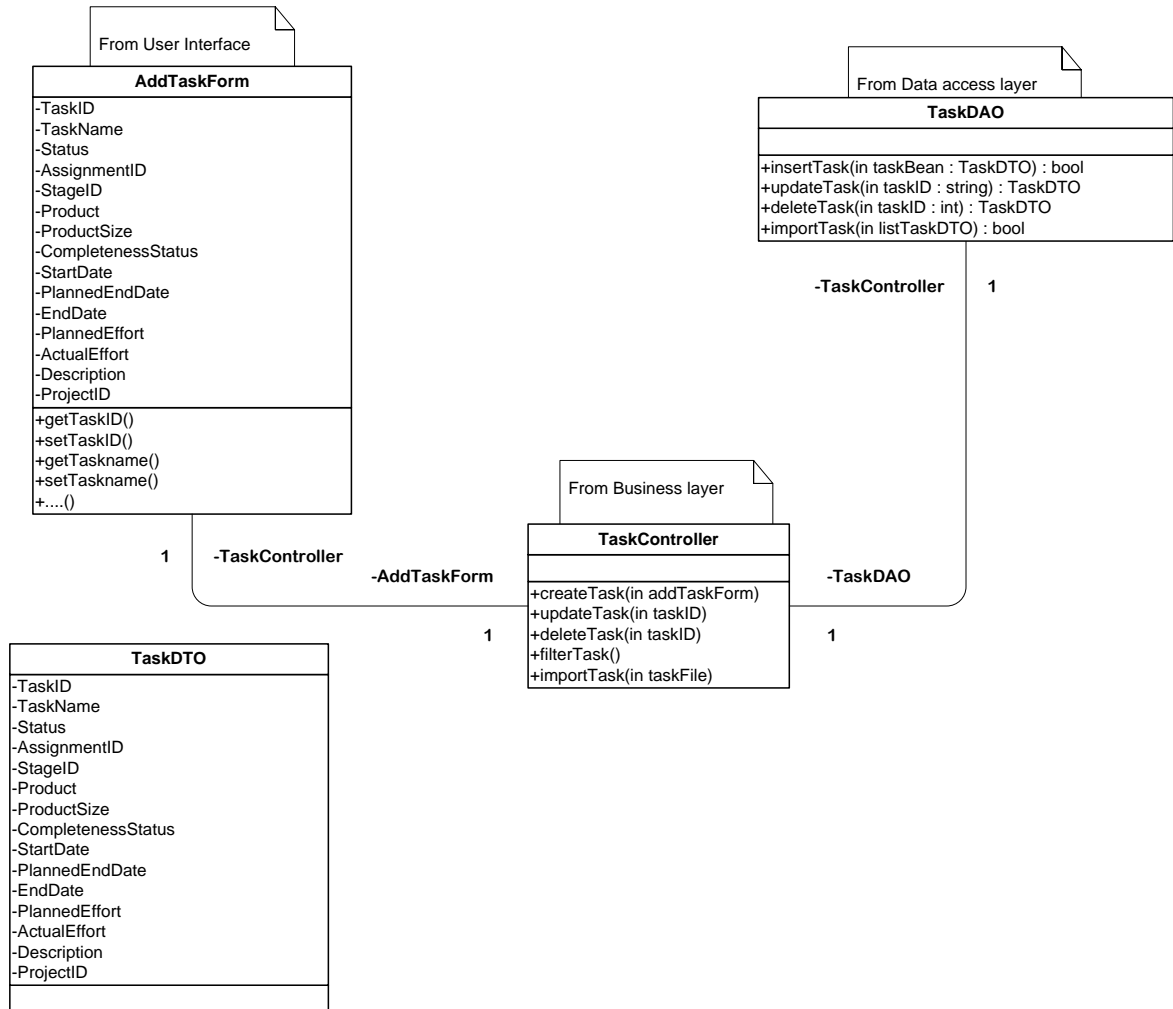 From User Interface
AddTaskForm
-TaskID
-TaskName
-Status
-AssignmentID
-StageID
-Product
-ProductSize
-CompletenessStatus
-StartDate
-PlannedEndDate
-EndDate
-PlannedEffort
-ActualEffort
-Description
-ProjectID
+getTaskID()
+setTaskID()
+getTaskname()
+setTaskname()
+....()
From Data access layer
TaskDAO
+insertTask(in taskBean : TaskDTO) : bool
+updateTask(in taskID : string) : TaskDTO
+deleteTask(in taskID : int) : TaskDTO
+importTask(in listTaskDTO) : bool
-TaskController 1
From Business layer
TaskController
+createTask(in addTaskForm)
+updateTask(in taskID)
+deleteTask(in taskID)
+filterTask()
+importTask(in taskFile)
1 -TaskController
-AddTaskForm
1
-TaskDAO
1
TaskDTO
-TaskID
-TaskName
-Status
-AssignmentID
-StageID
-Product
-ProductSize
-CompletenessStatus
-StartDate
-PlannedEndDate
-EndDate
-PlannedEffort
-ActualEffort
-Description
-ProjectID